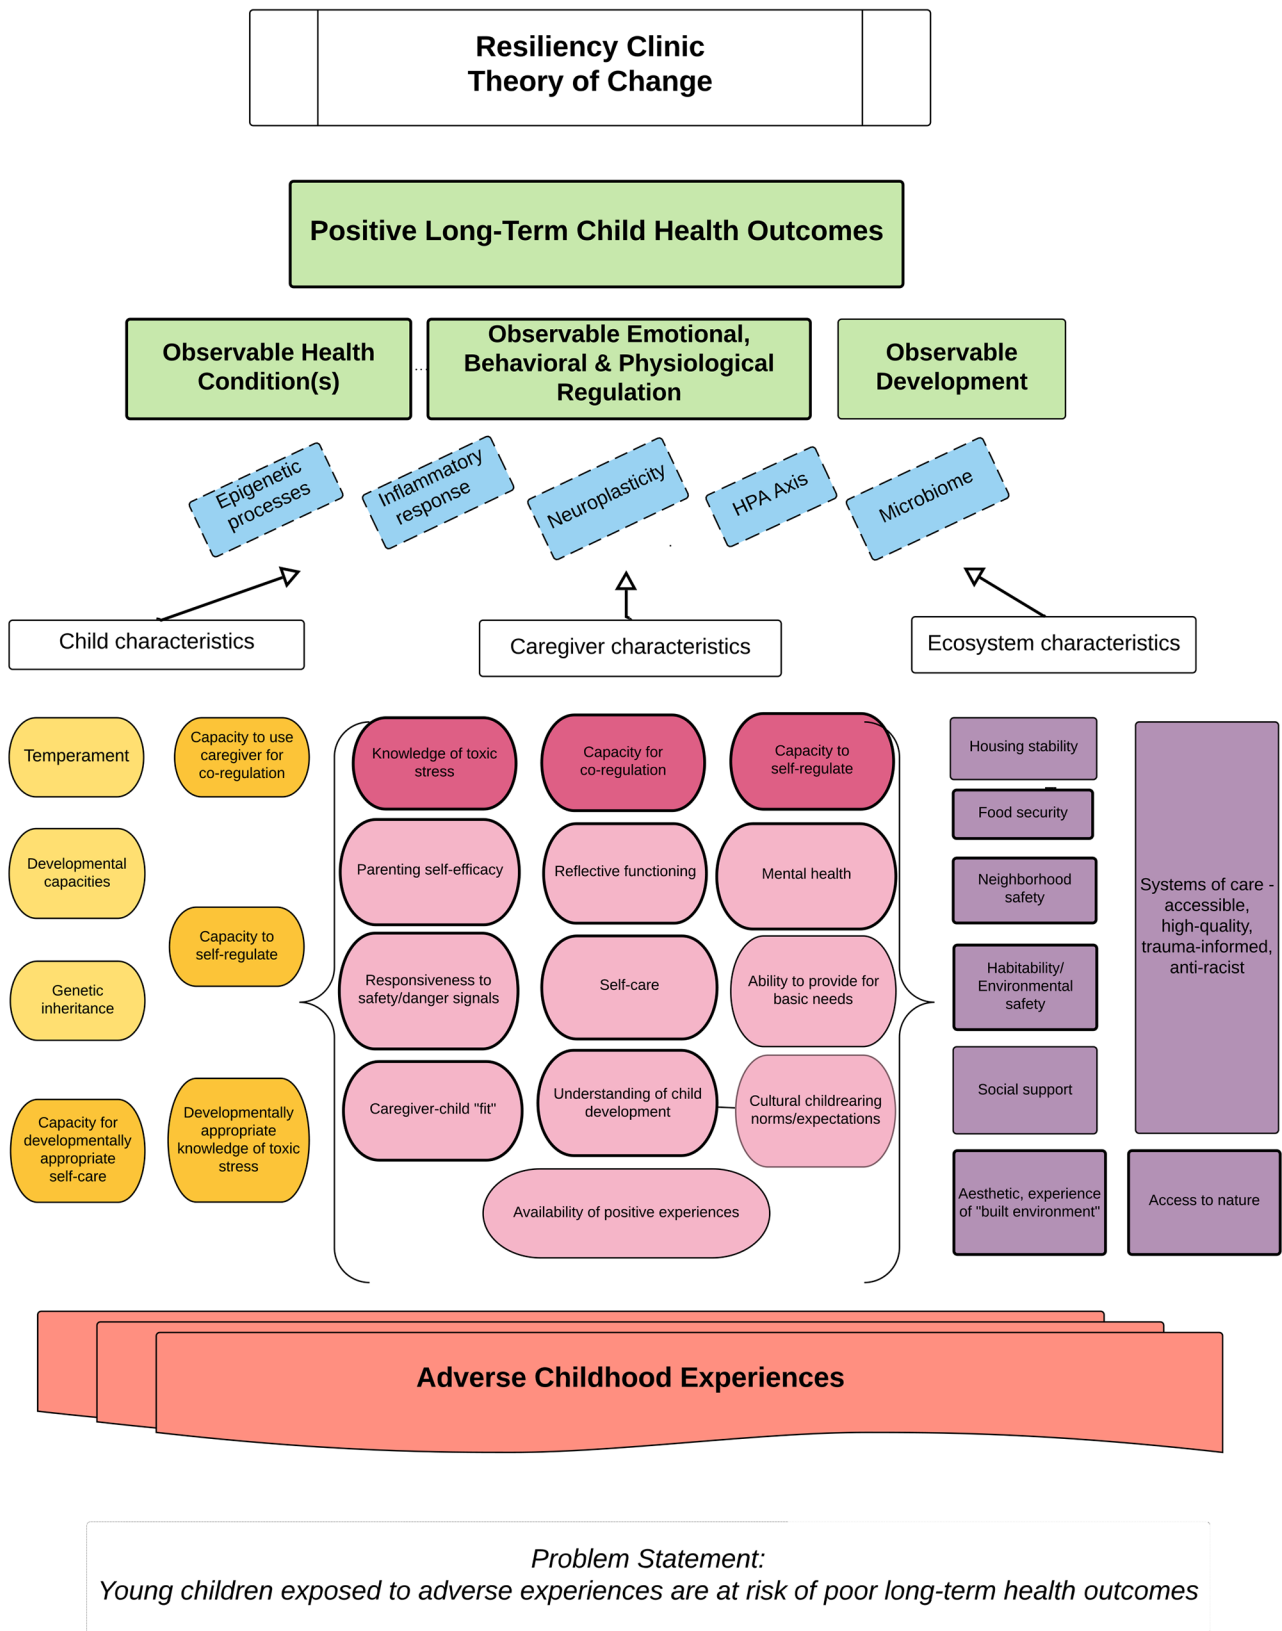 Resiliency Clinic
Theory of Change
Positive Long-Term Child Health Outcomes
Observable Health
Condition(s)
Observable Emotional,
Behavioral & Physiological
Regulation
Observable
Development
Epigenetic
processes
Inflammatory
response
Neuroplasticity
HPA Axis
Microbiome
Child characteristics
Caregiver characteristics
Ecosystem characteristics
Temperament
Capacity to use
caregiver for
co-regulation
Developmental
capacities
Capacity to
self-regulate
Genetic
inheritance
Capacity for
developmentally
appropriate
self-care
Developmentally
appropriate
knowledge of toxic
stress
Knowledge of toxic
stress
Capacity for
co-regulation
Capacity to
self-regulate
Parenting self-efficacy
Reflective functioning
Mental health
Responsiveness to
safety/danger signals
Self-care
Ability to provide for
basic needs
Caregiver-child "fit"
Understanding of child
development
Cultural childrearing
norms/expectations
Availability of positive experiences
Housing stability
Food security
Neighborhood
safety
Habitability/
Environmental
safety
Social support
Aesthetic, experience
of "built environment"
Systems of care -
accessible,
high-quality,
trauma-informed,
anti-racist
Access to nature
Adverse Childhood Experiences
Problem Statement:
Young children exposed to adverse experiences are at risk of poor long-term health outcomes